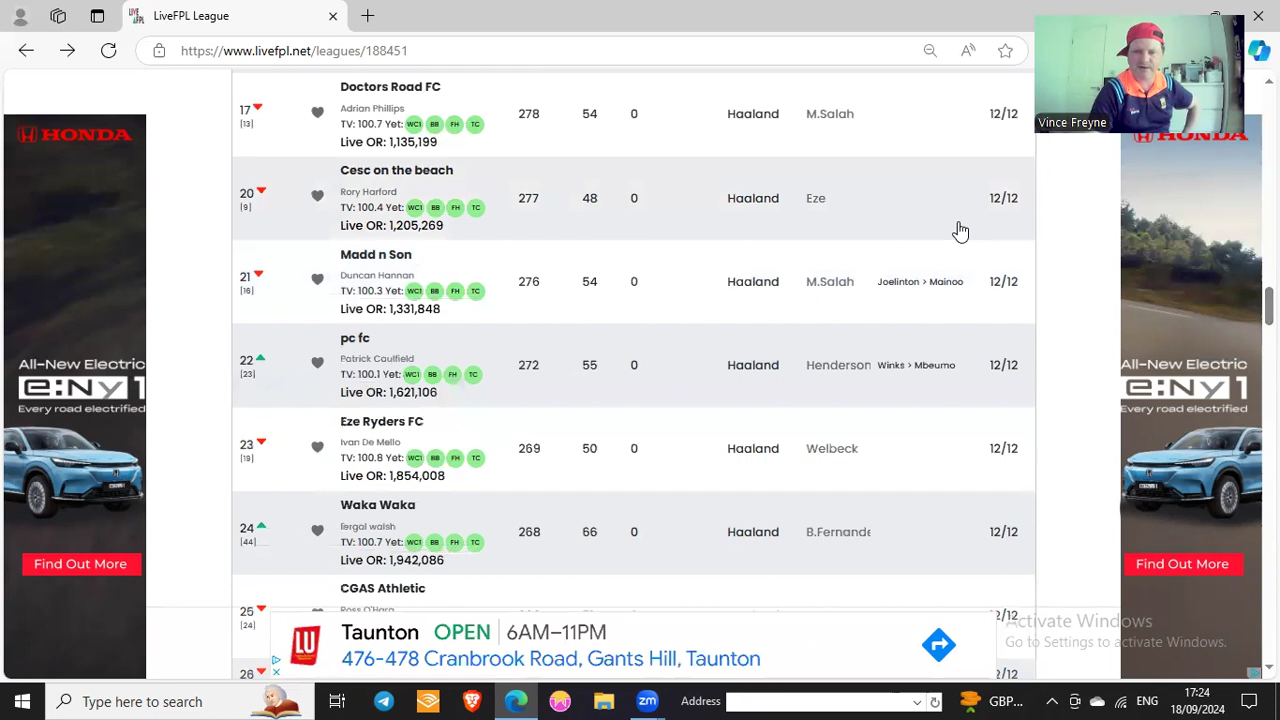 LiveFPL League
https://www.livefpl.net/leagues/188451
Vince Freyne
HONDA
All-New Electric
e:Ny1
Every road electrified
Find Out More
Doctors Road FC
17 Adrian Phillips 278 54 0 Haaland M.Salah 12/12
[13] TV: 100.7 Yet: WC1 BB FH TC
Live OR: 1,135,199
Cesc on the beach
20 Rory Harford 277 48 0 Haaland Eze 12/12
[9] TV: 100.4 Yet: WC1 BB FH TC
Live OR: 1,205,269
Madd n Son
21 Duncan Hannan 276 54 0 Haaland M.Salah Joelinton > Mainoo 12/12
[16] TV: 100.3 Yet: WC1 BB FH TC
Live OR: 1,331,848
pc fc
22 Patrick Caulfield 272 55 0 Haaland Henderson Winks > Mbeumo 12/12
[23] TV: 100.1 Yet: WC1 BB FH TC
Live OR: 1,621,106
Eze Ryders FC
23 Ivan De Mello 269 50 0 Haaland Welbeck 12/12
[19] TV: 100.8 Yet: WC1 BB FH TC
Live OR: 1,854,008
Waka Waka
24 fergal walsh 268 66 0 Haaland B.Fernande 12/12
[44] TV: 100.7 Yet: WC1 BB FH TC
Live OR: 1,942,086
CGAS Athletic
25 Ross O'Hara /12
[24]
26
HONDA
All-New Electric
e:Ny1
Every road electrified
Find Out More
LU
Taunton OPEN 6AM–11PM
476-478 Cranbrook Road, Gants Hill, Taunton
Activate Windows
Go to Settings to activate Windows.
Type here to search
Address
GBP...
ENG
17:24
18/09/2024
zm